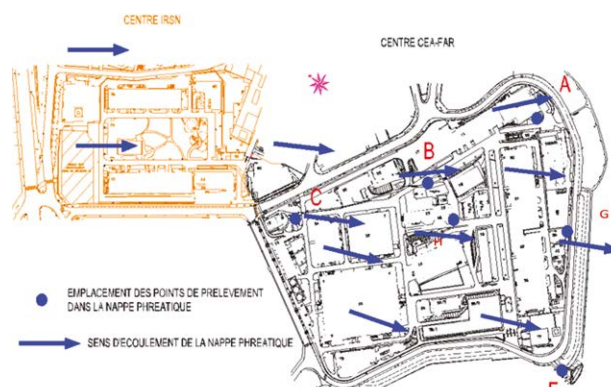 CENTRE IRSN
CENTRE CEA-FAR
A
B
C
G
H
EMPLACEMENT DES POINTS DE PRELEVEMENT
DANS LA NAPPE PHREATIQUE
SENS D'ECOULEMENT DE LA NAPPE PHREATIQUE